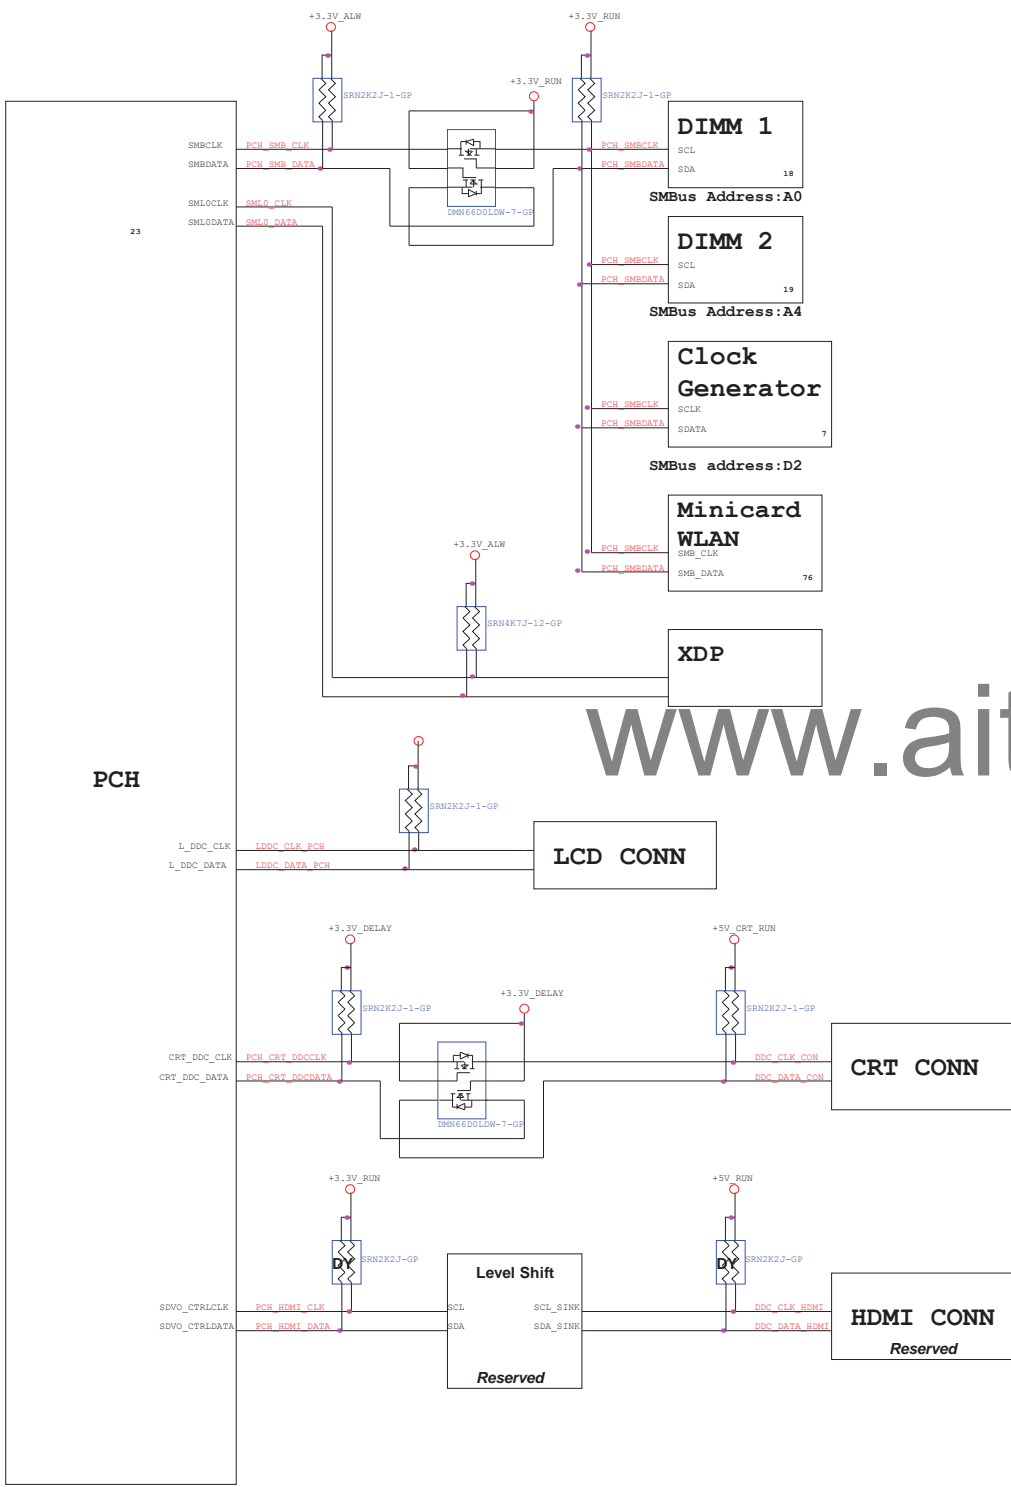 +3.3V_ALW
+3.3V_RUN
SRN2K2J-1-GP
+3.3V_RUN
SRN2K2J-1-GP
DIMM 1
SMBCLK PCH_SMB_CLK
PCH_SMBCLK SCL
SMBDATA PCH_SMB_DATA
PCH_SMBDATA SDA
18
SMBus Address:A0
SML0CLK SML0_CLK
DMN66D0LDW-7-GP
SML0DATA SML0_DATA
23
DIMM 2
PCH_SMBCLK SCL
PCH_SMBDATA SDA
19
SMBus Address:A4
Clock
Generator
PCH_SMBCLK SCLK
PCH_SMBDATA SDATA
7
SMBus address:D2
Minicard
WLAN
PCH_SMBCLK SMB_CLK
PCH_SMBDATA SMB_DATA
76
+3.3V_ALW
SRN4K7J-12-GP
XDP
www.ait
PCH
SRN2K2J-1-GP
L_DDC_CLK LDDC_CLK_PCH
L_DDC_DATA LDDC_DATA_PCH
LCD CONN
+3.3V_DELAY
+5V_CRT_RUN
+3.3V_DELAY
SRN2K2J-1-GP
SRN2K2J-1-GP
CRT_DDC_CLK PCH_CRT_DDCCLK
DDC_CLK_CON
CRT_DDC_DATA PCH_CRT_DDCDATA
DDC_DATA_CON
CRT CONN
DMN66D0LDW-7-GP
+3.3V_RUN
+5V_RUN
DY SRN2K2J-GP
DY SRN2K2J-GP
Level Shift
SDVO_CTRLCLK PCH_HDMI_CLK
SCL SCL_SINK
DDC_CLK_HDMI
SDVO_CTRLDATA PCH_HDMI_DATA
SDA SDA_SINK
DDC_DATA_HDMI
HDMI CONN
Reserved
Reserved